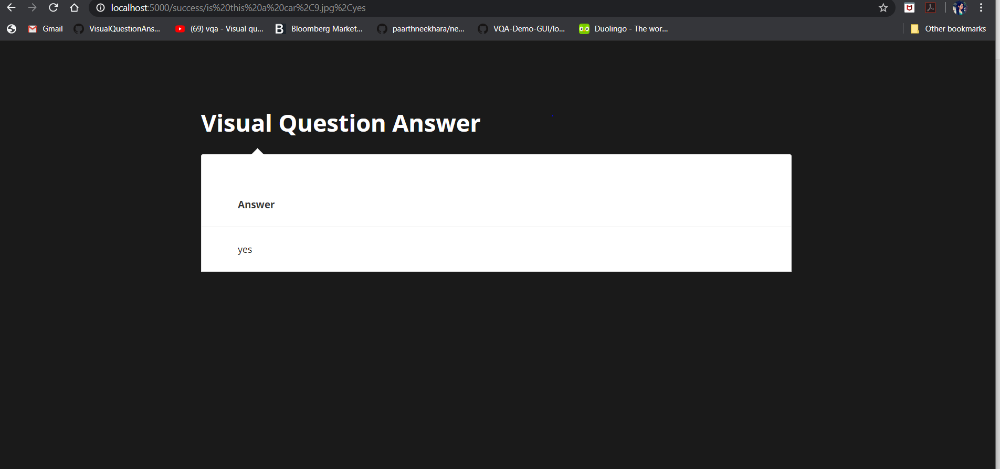 localhost:5000/success/is%20this%20a%20car%2C9.jpg%2Cyes
Gmail VisualQuestionAns... (69) vqa - Visual qu... B Bloomberg Market... paarthneekhara/ne... VQA-Demo-GUI/lo... Duolingo - The wor... Other bookmarks
Visual Question Answer
Answer
yes